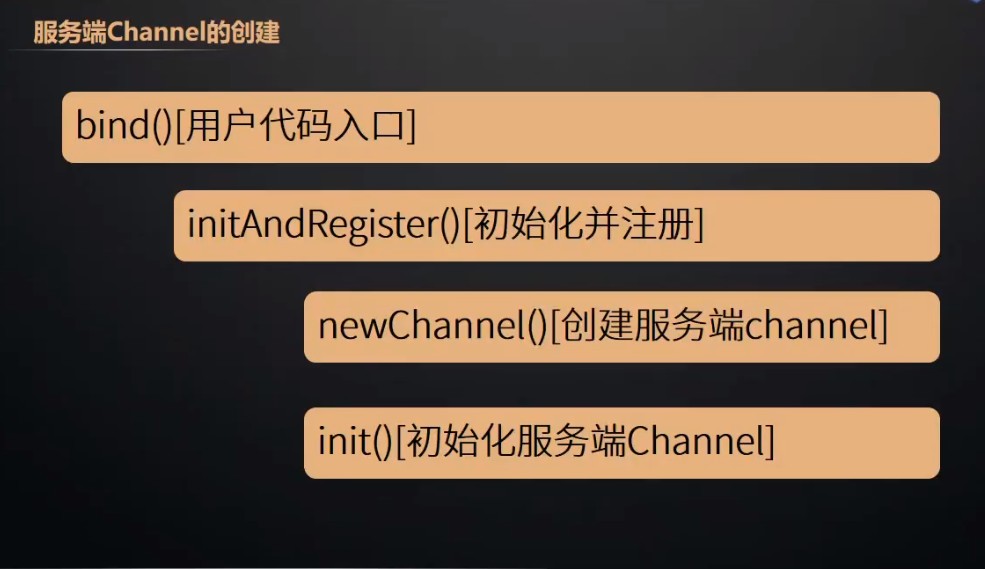 服务端Channel的创建
bind()[用户代码入口]
initAndRegister()[初始化并注册]
newChannel()[创建服务端channel]
init()[初始化服务端Channel]